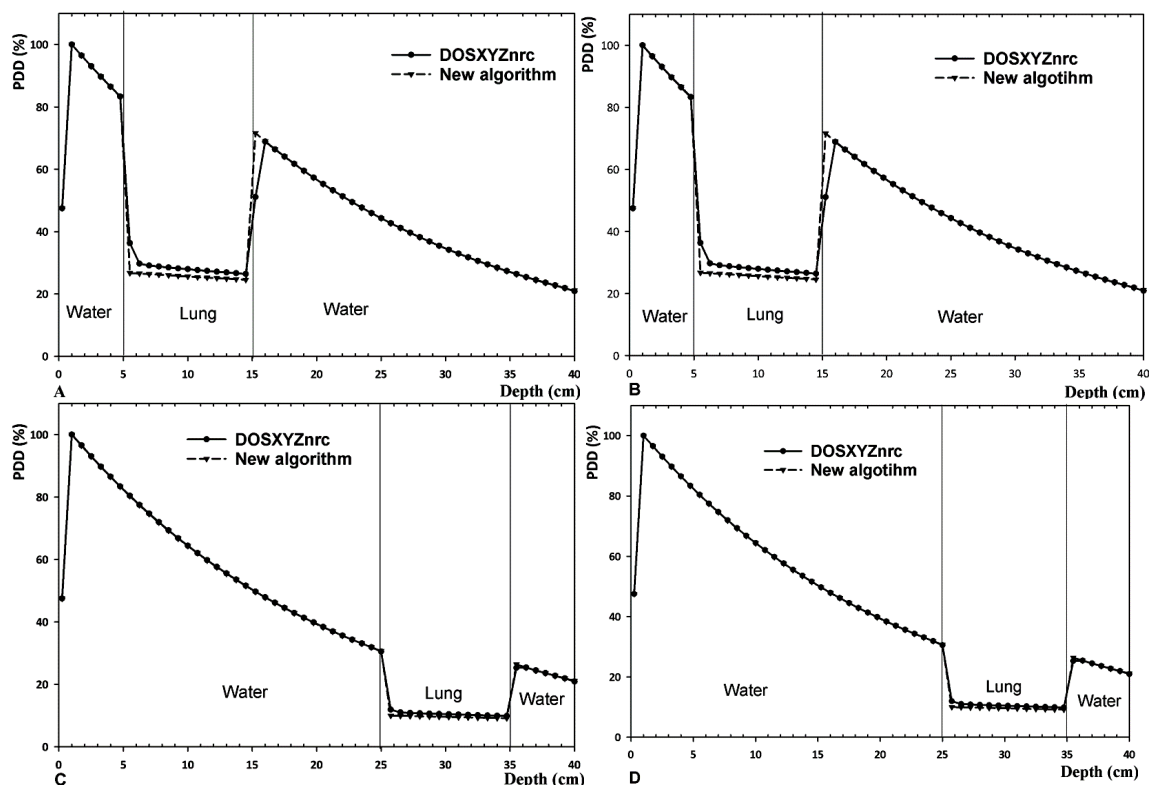 PDD (%)
100
80
60
40
20
0
DOSXYZnrc
New algorithm
Water
Lung
Water
0 5 10 15 20 25 30 35 40
A
Depth (cm)
PDD (%)
100
80
60
40
20
0
DOSXYZnrc
New algotihm
Water
Lung
Water
0 5 10 15 20 25 30 35 40
B
Depth (cm)
PDD (%)
100
80
60
40
20
0
DOSXYZnrc
New algorithm
Water
Lung
Water
0 5 10 15 20 25 30 35 40
C
Depth (cm)
PDD (%)
100
80
60
40
20
0
DOSXYZnrc
New algotihm
Water
Lung
Water
0 5 10 15 20 25 30 35 40
D
Depth (cm)